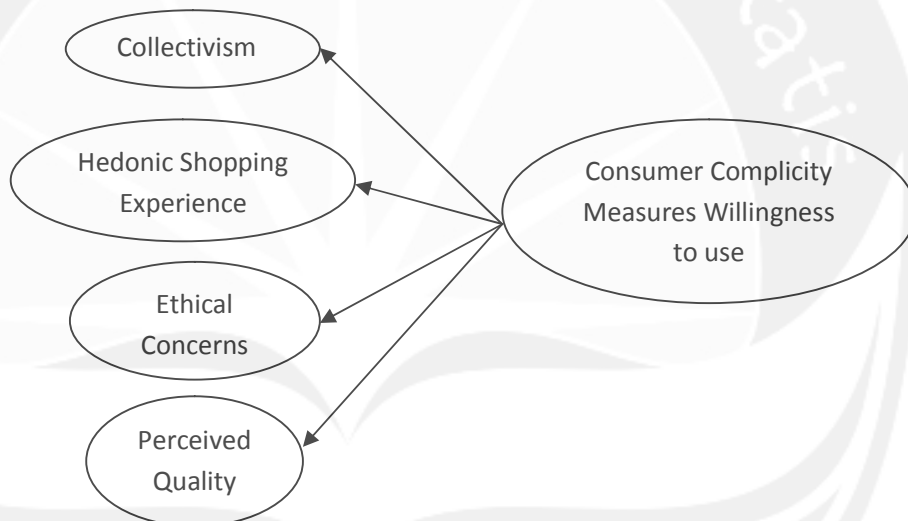 Collectivism
Hedonic Shopping
Experience
Ethical
Concerns
Perceived
Quality
Consumer Complicity
Measures Willingness
to use